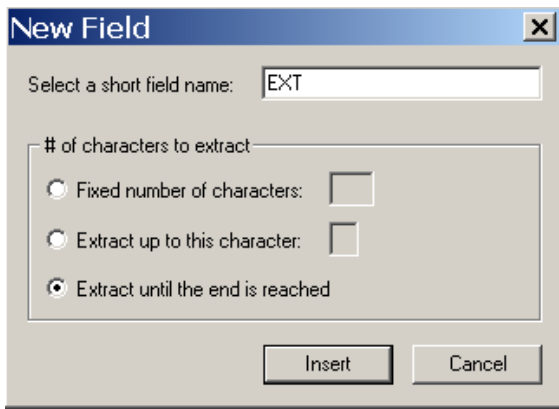 New Field
Select a short field name: EXT
# of characters to extract
Fixed number of characters:
Extract up to this character:
Extract until the end is reached
Insert Cancel